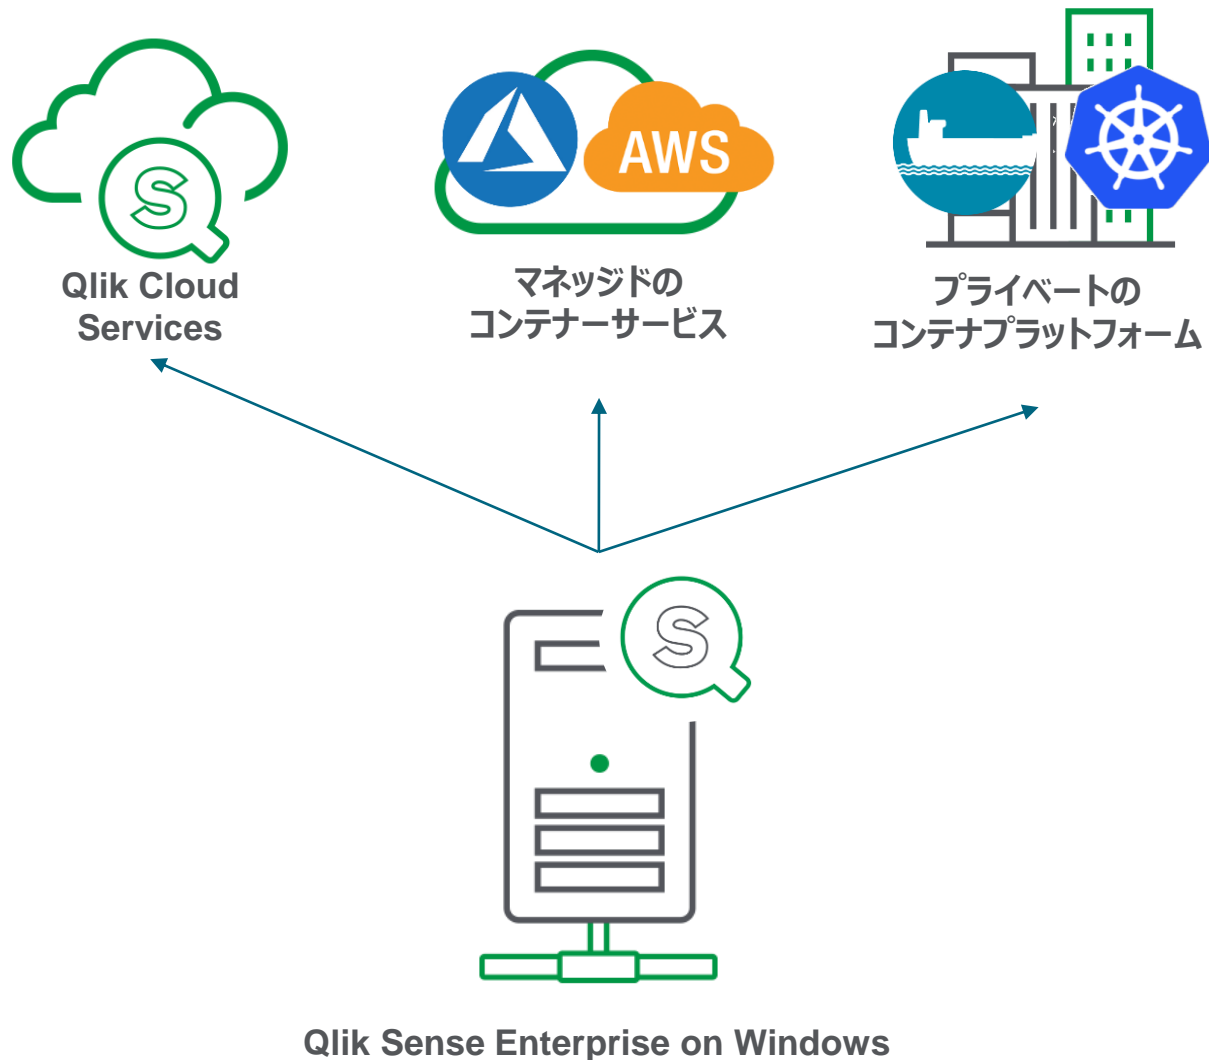 S
AWS
Qlik Cloud
Services
マネッジドの
コンテナーサービス
プライベートの
コンテナプラットフォーム
S
Qlik Sense Enterprise on Windows